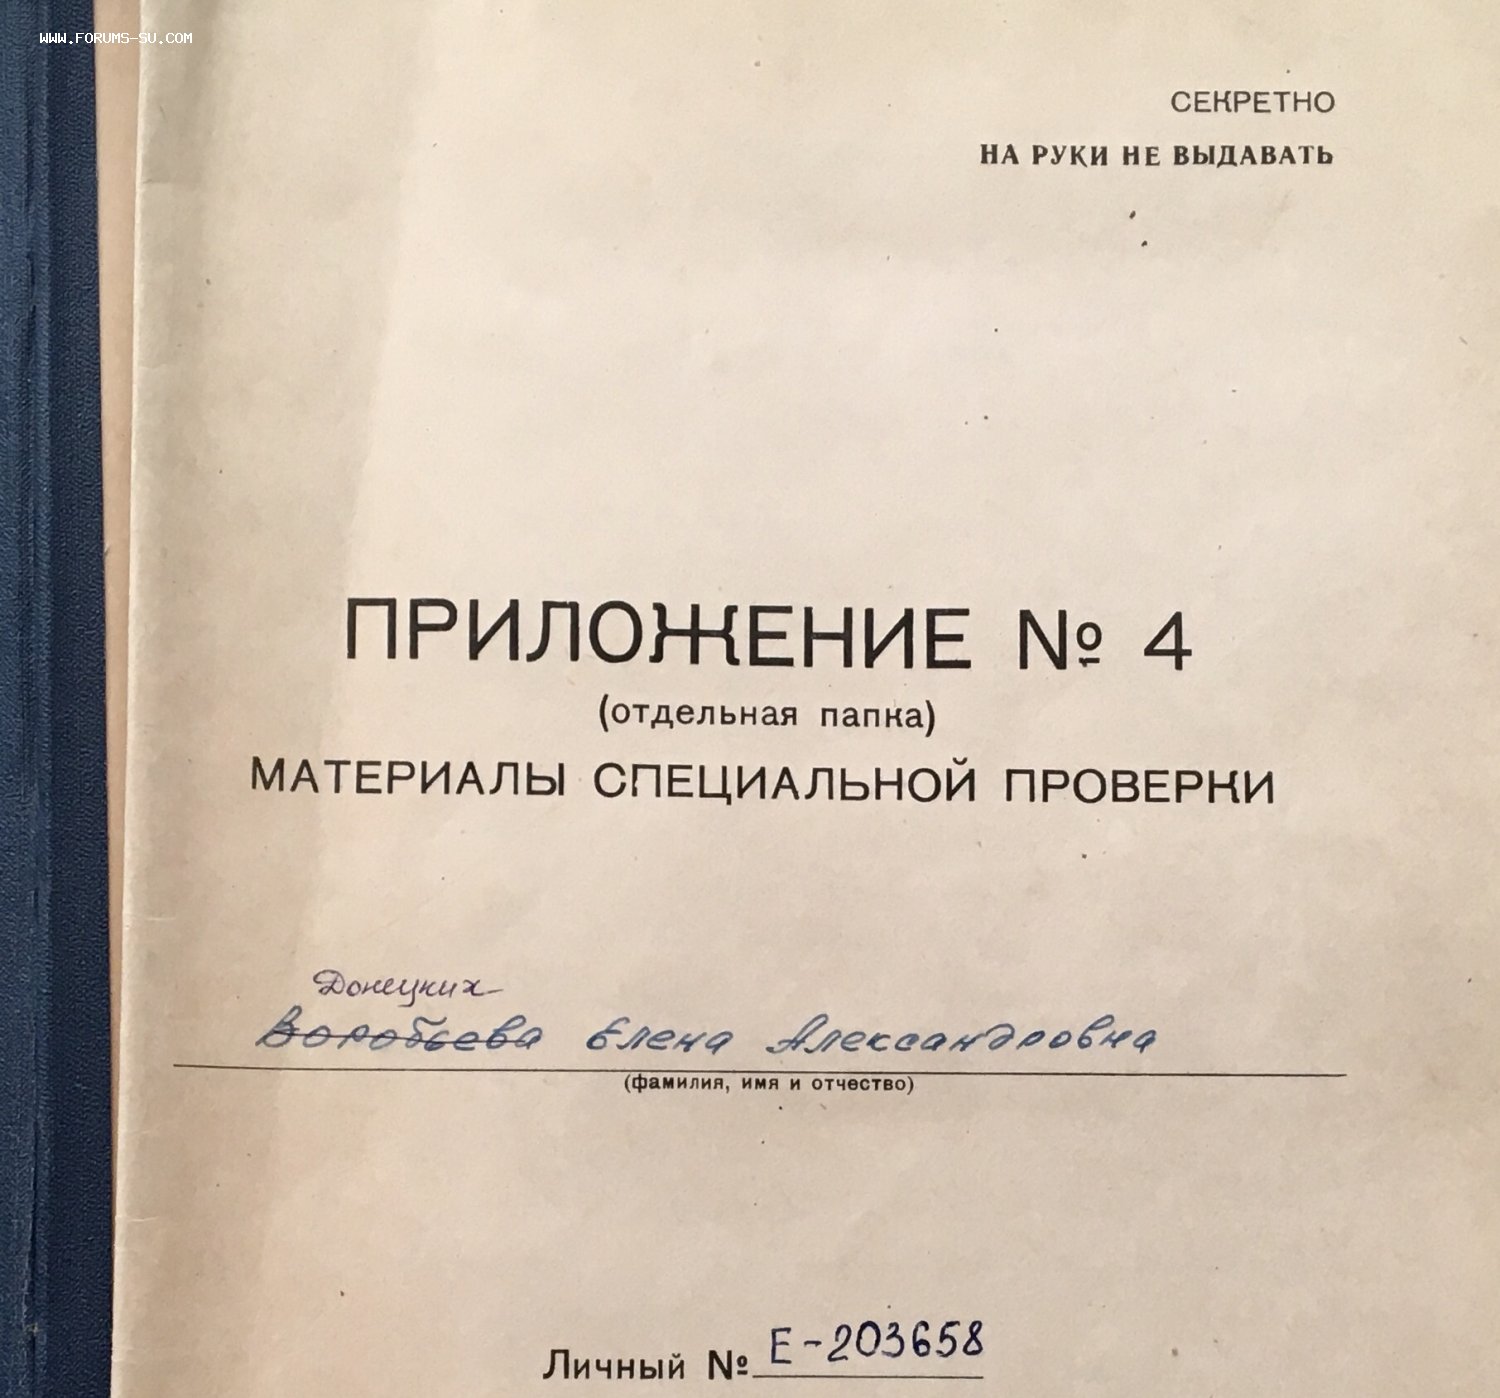 WWW.FORUMS-SU.COM
СЕКРЕТНО
НА РУКИ НЕ ВЫДАВАТЬ
ПРИЛОЖЕНИЕ № 4
(отдельная папка)
МАТЕРИАЛЫ СПЕЦИАЛЬНОЙ ПРОВЕРКИ
Донецких
Воробьева Елена Александровна
(фамилия, имя и отчество)
Личный № Е-203658